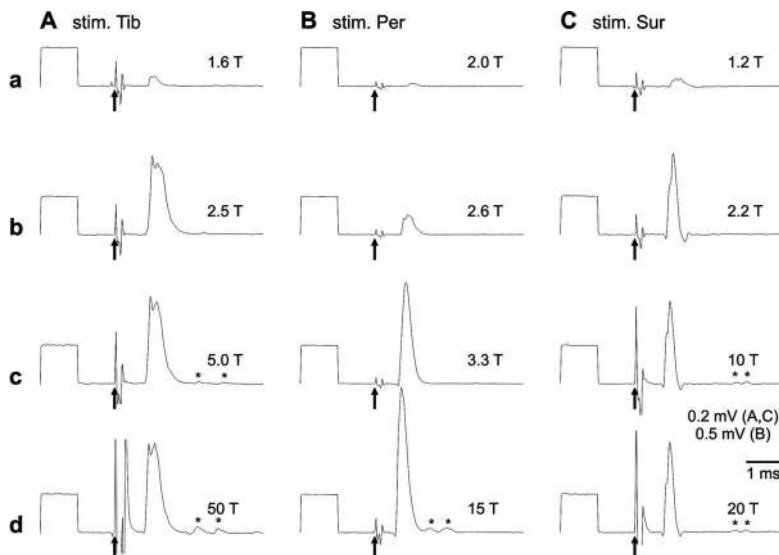 A stim. Tib
B stim. Per
C stim. Sur
a 1.6 T 2.0 T 1.2 T
b 2.5 T 2.6 T 2.2 T
c 5.0 T 3.3 T 10 T
* * * *
0.2 mV (A,C)
0.5 mV (B)
1 ms
d 50 T 15 T 20 T
* * * * * *